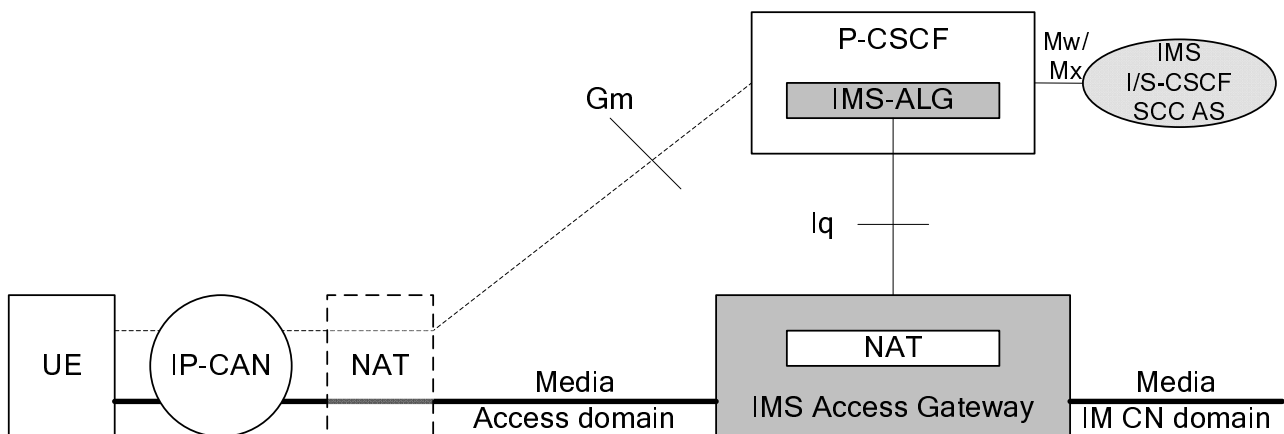 P-CSCF
IMS-ALG
Mw/
Mx
IMS
I/S-CSCF
SCC AS
Gm
Iq
UE
IP-CAN
NAT
Media
Access domain
NAT
IMS Access Gateway
Media
IM CN domain